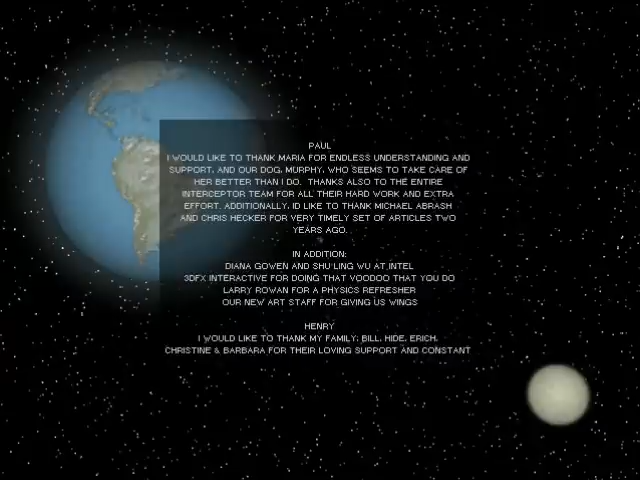 PAUL
I WOULD LIKE TO THANK MARIA FOR ENDLESS UNDERSTANDING AND
SUPPORT, AND OUR DOG, MURPHY, WHO SEEMS TO TAKE CARE OF
HER BETTER THAN I DO. THANKS ALSO TO THE ENTIRE
INTERCEPTOR TEAM FOR ALL THEIR HARD WORK AND EXTRA
EFFORT. ADDITIONALLY, ID LIKE TO THANK MICHAEL ABRASH
AND CHRIS HECKER FOR VERY TIMELY SET OF ARTICLES TWO
YEARS AGO.
IN ADDITION:
DIANA GOWEN AND SHU-LING WU AT INTEL
3DFX INTERACTIVE FOR DOING THAT VOODOO THAT YOU DO
LARRY ROWAN FOR A PHYSICS REFRESHER
OUR NEW ART STAFF FOR GIVING US WINGS
HENRY
I WOULD LIKE TO THANK MY FAMILY; BILL, HIDE, ERICH,
CHRISTINE & BARBARA FOR THEIR LOVING SUPPORT AND CONSTANT